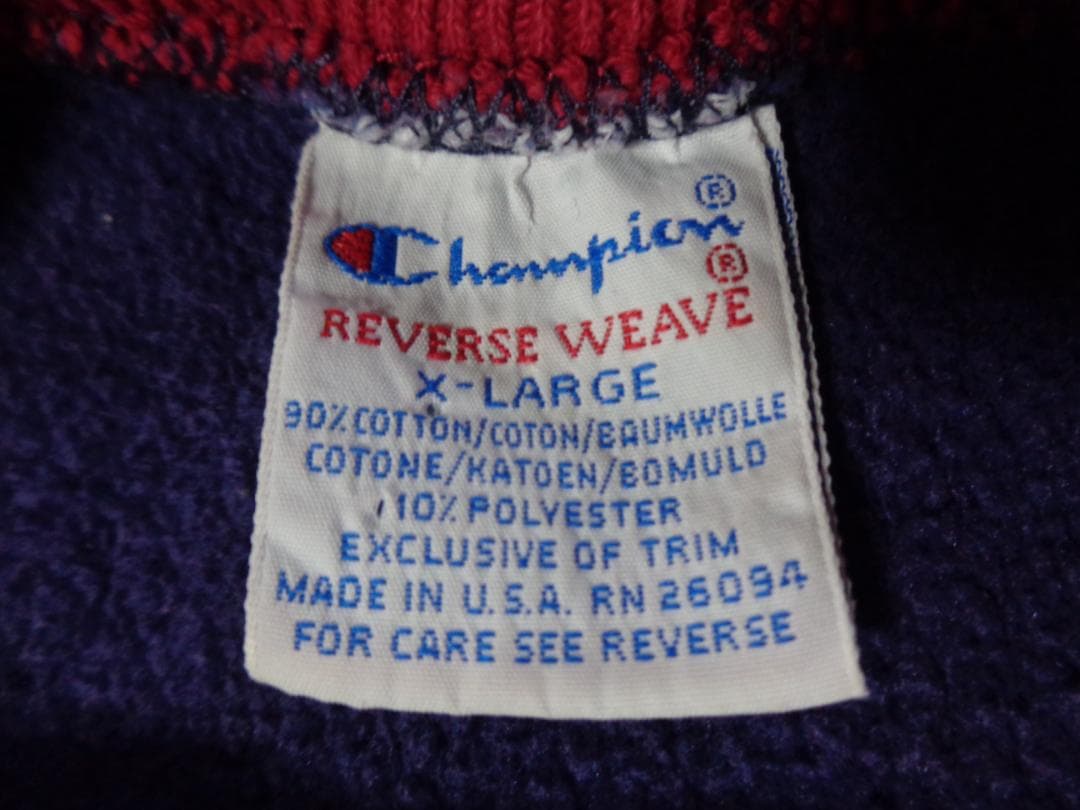 Champion®
REVERSE WEAVE®
X-LARGE
90% COTTON/COTON/BAUMWOLLE
COTONE/KATOEN/BOMULD
10% POLYESTER
EXCLUSIVE OF TRIM
MADE IN U.S.A. RN 26094
FOR CARE SEE REVERSE